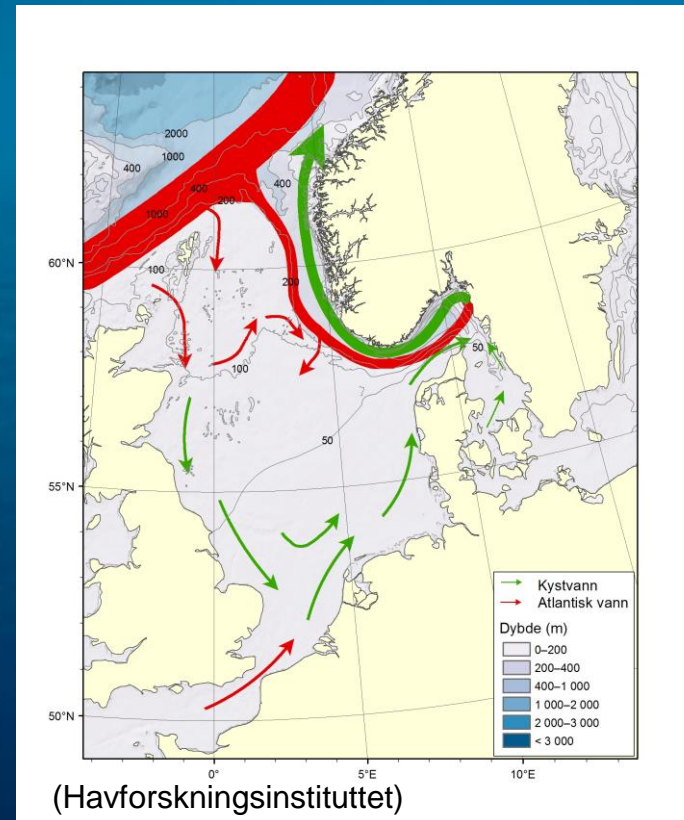 2000
1000
400
400
400
200
1000
60°N
100
200
50
100
50
55°N
Kystvann
Atlantisk vann
Dybde (m)
0–200
200–400
400–1 000
1 000–2 000
2 000–3 000
< 3 000
50°N
0°
5°E
10°E
(Havforskningsinstituttet)